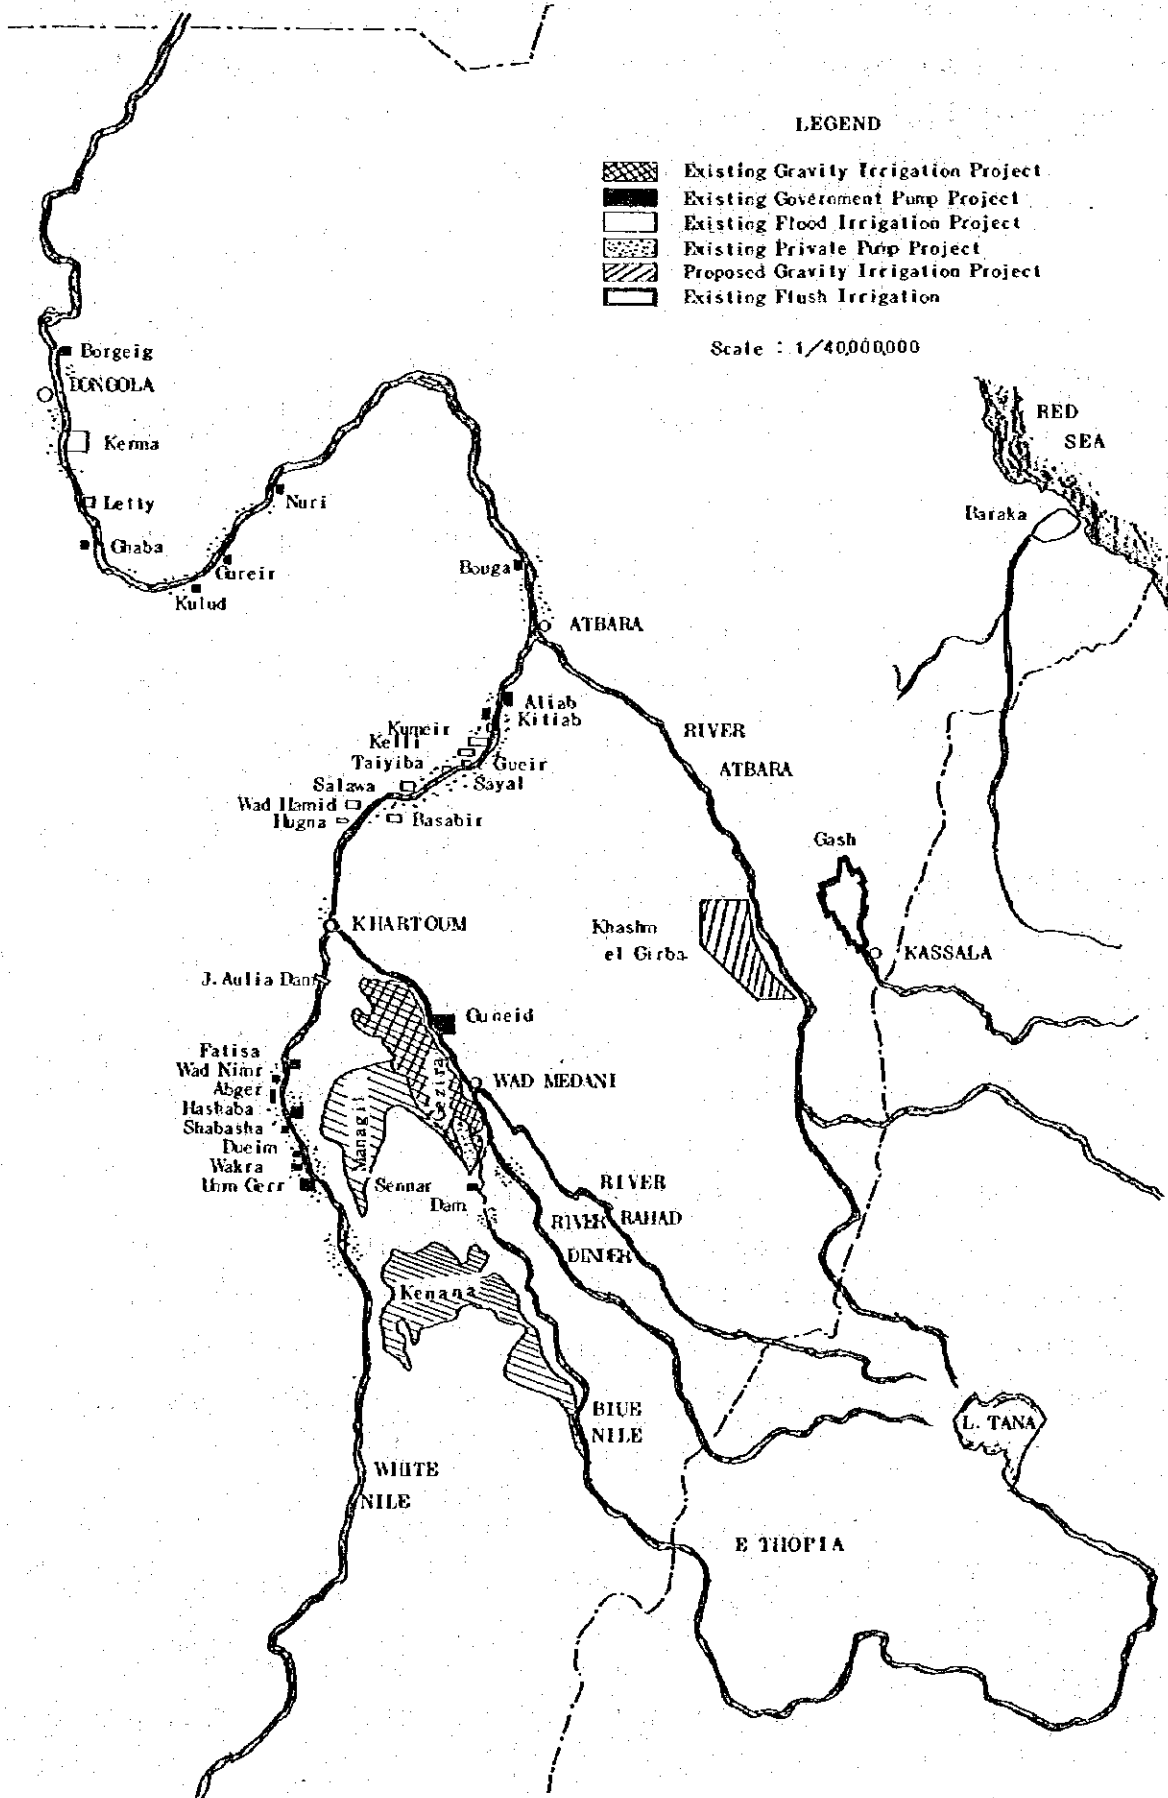 LEGEND
Existing Gravity Irrigation Project
Existing Government Pump Project
Existing Flood Irrigation Project
Existing Private Pump Project
Proposed Gravity Irrigation Project
Existing Flush Irrigation
Scale : 1/40,000,000
Borgeig
DONGOLA
Kerma
Letty
Ghaba
Nuri
Gureir
Kulud
Bouga
ATBARA
RED
SEA
Baraka
Aliab
Kitiab
Kumeir
Kelli
Taiyiba
Gueir
Sayal
Salawa
Wad Hamid
Hugna
Basabir
RIVER
ATBARA
Gash
KHARTOUM
Khashm
el Girba
KASSALA
J. Aulia Dam
Guneid
Fatisa
Wad Nimr
Abger
Hashaba
Shabasha
Dueim
Wakra
Umm Gerr
Managil
Gezira
WAD MEDANI
Sennar
Dam
RIVER
RAHAD
RIVER
DINDER
Kenana
BLUE
NILE
L. TANA
WHITE
NILE
E THOPIA